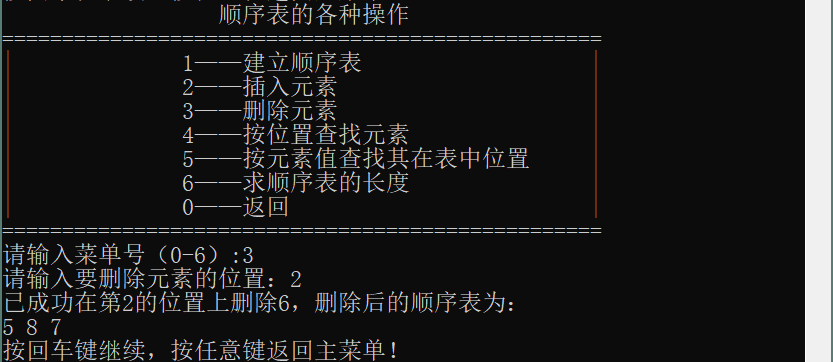 顺序表的各种操作
==================================================
1——建立顺序表
2——插入元素
3——删除元素
4——按位置查找元素
5——按元素值查找其在表中位置
6——求顺序表的长度
0——返回
==================================================
请输入菜单号（0-6）:3
请输入要删除元素的位置：2
已成功在第2的位置上删除6，删除后的顺序表为：
5 8 7
按回车键继续，按任意键返回主菜单！